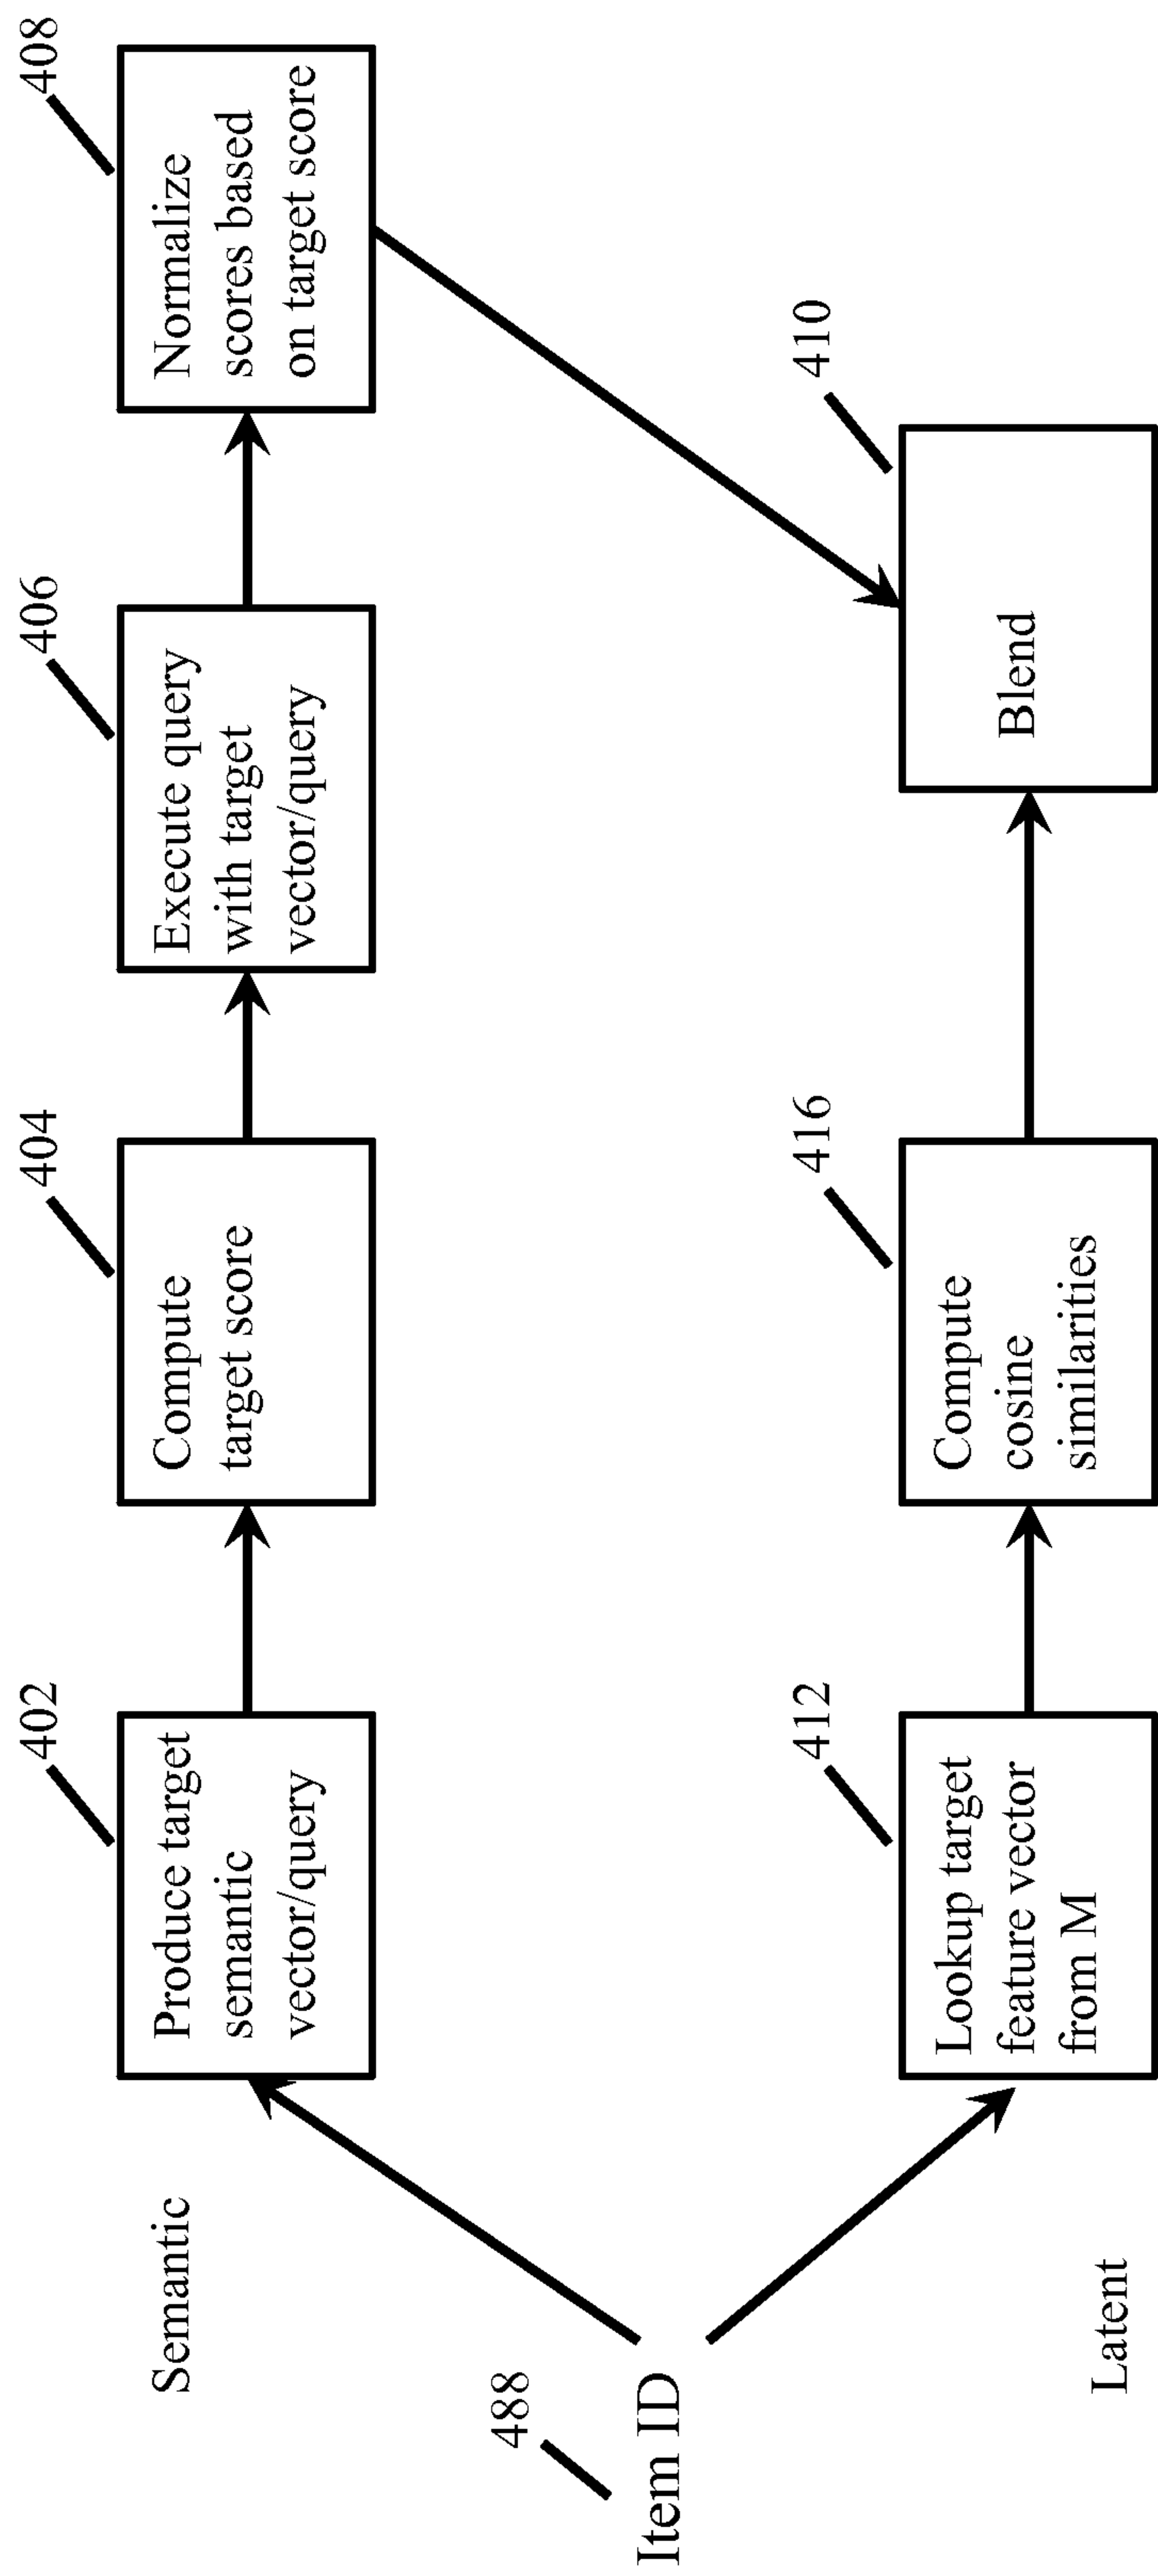 Semantic
402
Produce target
semantic
vector/query
404
Compute
target score
406
Execute query
with target
vector/query
408
Normalize
scores based
on target score
488
Item ID
Latent
412
Lookup target
feature vector
from M
416
Compute
cosine
similarities
410
Blend